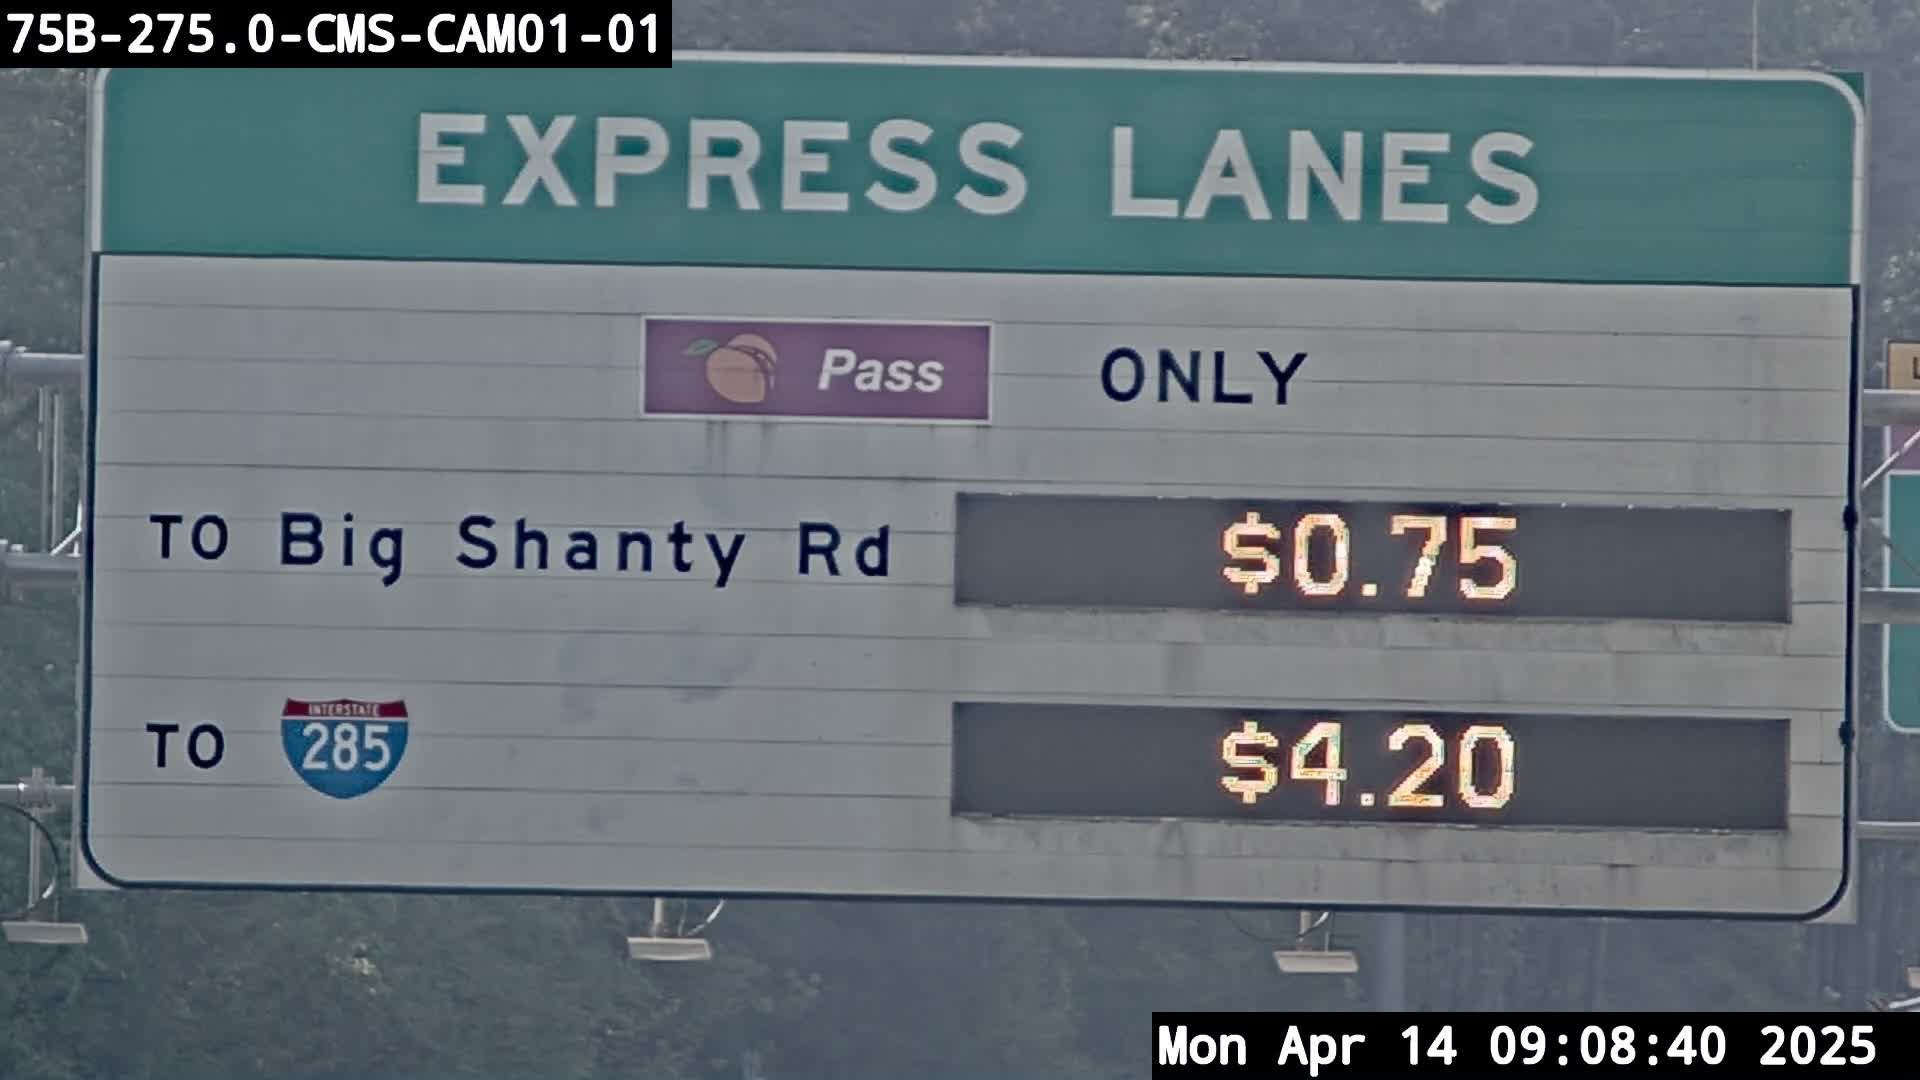 75B-275.0-CMS-CAM01-01
EXPRESS LANES
Pass ONLY
TO Big Shanty Rd $0.75
TO INTERSTATE 285 $4.20
Mon Apr 14 09:08:40 2025